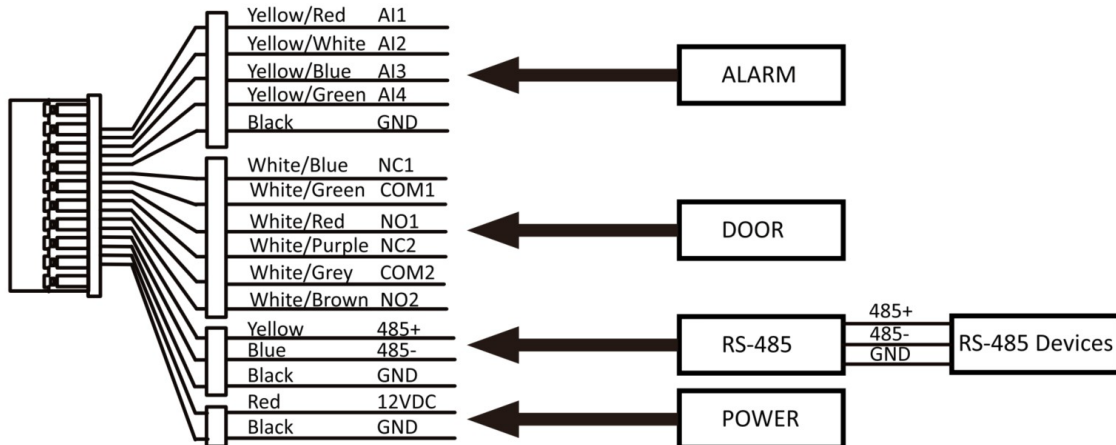 Yellow/Red AI1
Yellow/White AI2
Yellow/Blue AI3
Yellow/Green AI4
Black GND
ALARM
White/Blue NC1
White/Green COM1
White/Red NO1
White/Purple NC2
White/Grey COM2
White/Brown NO2
DOOR
Yellow 485+
Blue 485-
Black GND
RS-485
485+
485-
GND
RS-485 Devices
Red 12VDC
Black GND
POWER